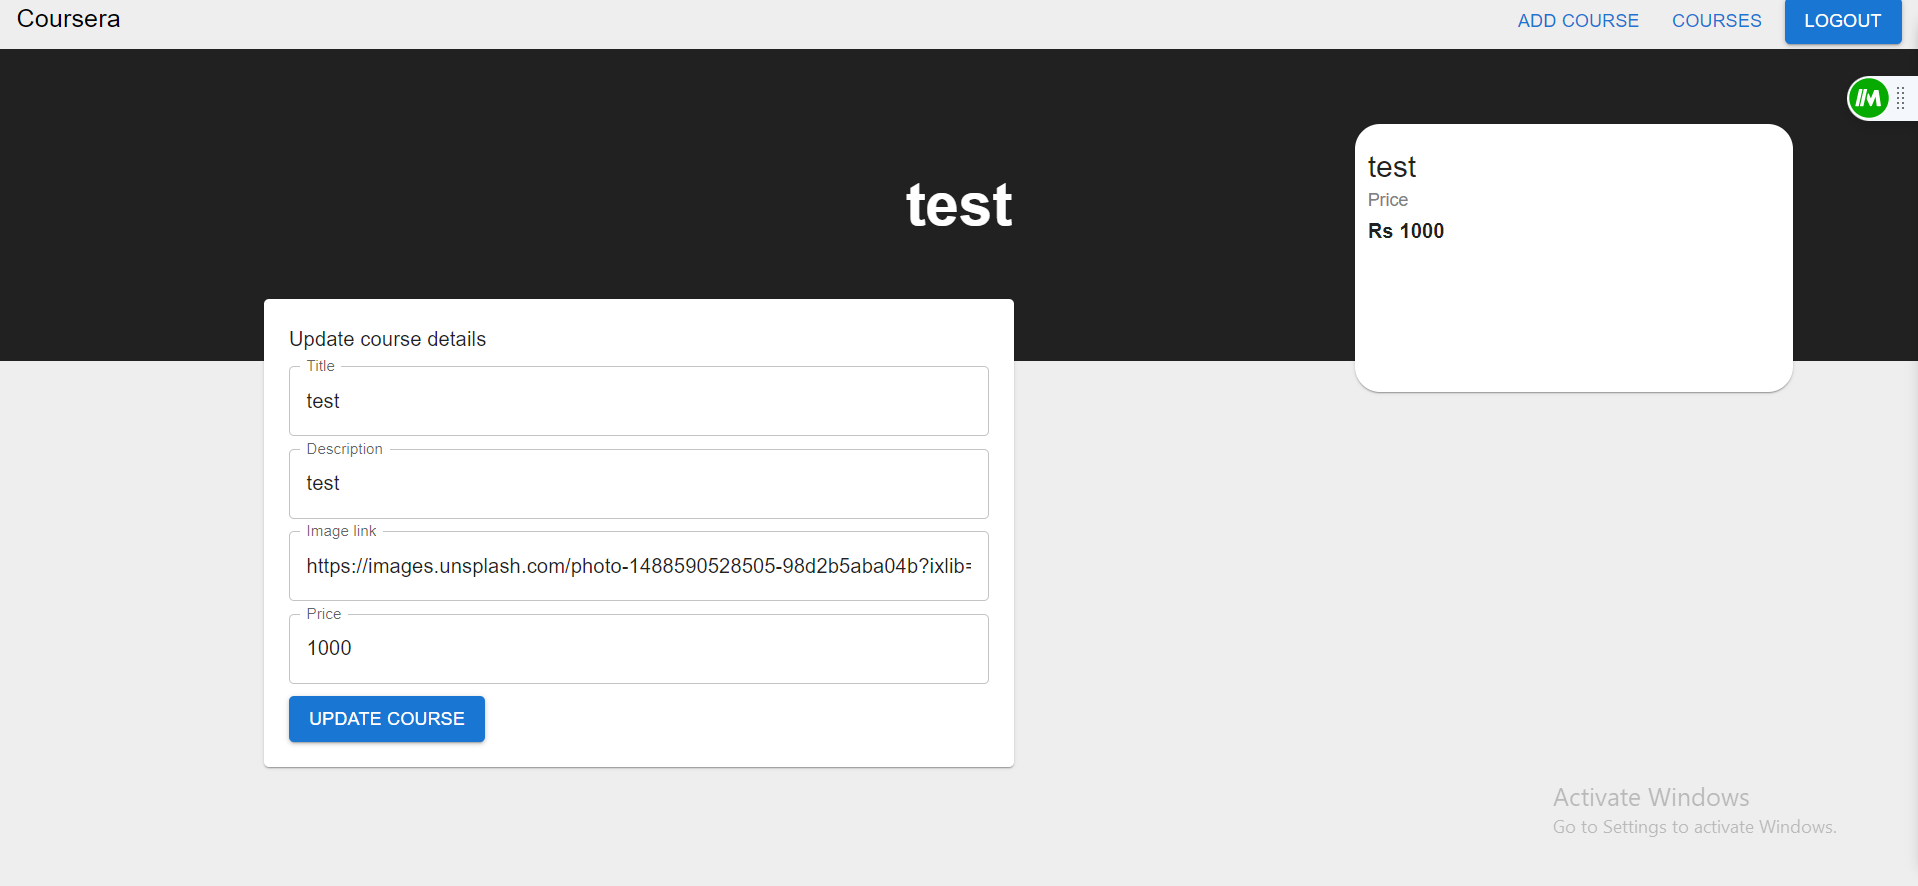 Coursera
ADD COURSE
COURSES
LOGOUT
test
test
Price
Rs 1000
Update course details
Title
test
Description
test
Image link
https://images.unsplash.com/photo-1488590528505-98d2b5aba04b?ixlib=
Price
1000
UPDATE COURSE
Activate Windows
Go to Settings to activate Windows.